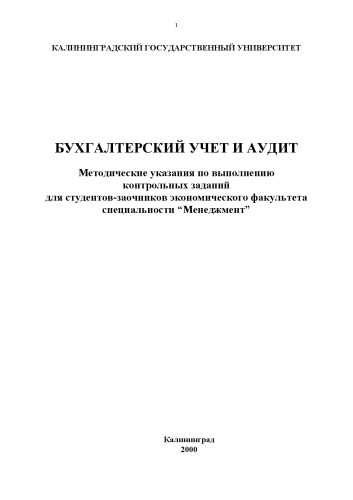 1
КАЛИНИНГРАДСКИЙ ГОСУДАРСТВЕННЫЙ УНИВЕРСИТЕТ
БУХГАЛТЕРСКИЙ УЧЕТ И АУДИТ
Методические указания по выполнению
контрольных заданий
для студентов-заочников экономического факультета
специальности “Менеджмент”
Калининград
2000